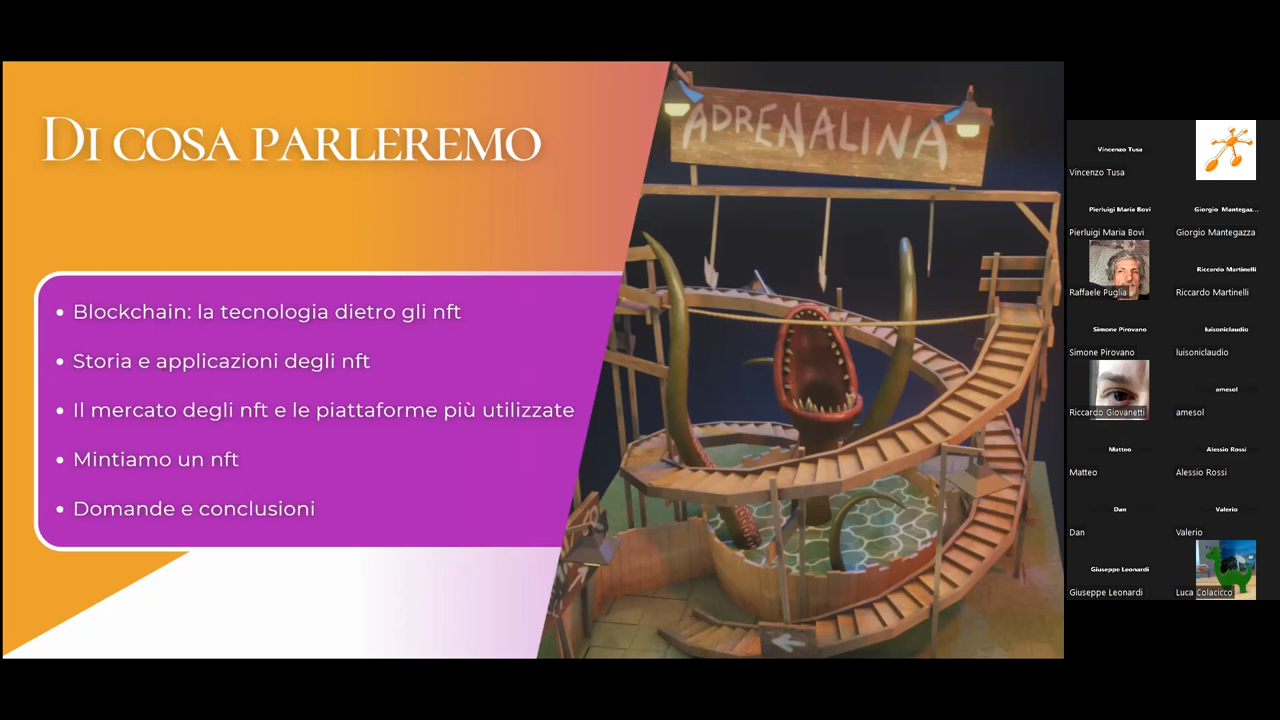 DI COSA PARLEREMO
Blockchain: la tecnologia dietro gli nft
Storia e applicazioni degli nft
Il mercato degli nft e le piattaforme più utilizzate
Mintiamo un nft
Domande e conclusioni
ADRENALINA
Vincenzo Tusa
Vincenzo Tusa
Pierluigi Maria Bovi
Giorgio Mantegaz...
Pierluigi Maria Bovi
Giorgio Mantegazza
Riccardo Martinelli
Raffaele Puglia
Riccardo Martinelli
Simone Pirovano
luisoniclaudio
Simone Pirovano
luisoniclaudio
amesol
Riccardo Giovanetti
amesol
Matteo
Alessio Rossi
Matteo
Alessio Rossi
Dan
Valerio
Dan
Valerio
Giuseppe Leonardi
Giuseppe Leonardi
Luca Colacicco